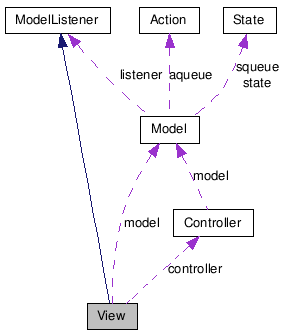 ModelListener
Action
State
listener
aqueue
squeue
state
Model
model
model
Controller
controller
View